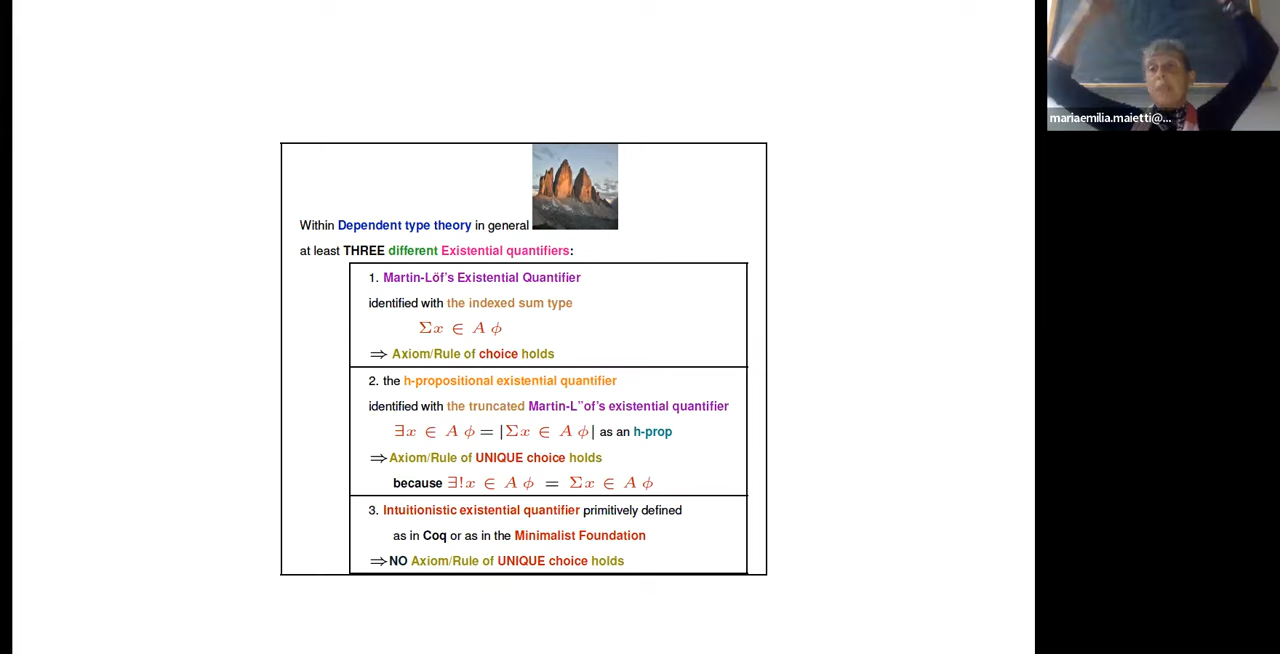 mariaemilia.maietti@...
Within Dependent type theory in general
at least THREE different Existential quantifiers:
1. Martin-Löf's Existential Quantifier
identified with the indexed sum type
Σx ∈ A ϕ
⇒ Axiom/Rule of choice holds
2. the h-propositional existential quantifier
identified with the truncated Martin-L"of's existential quantifier
∃x ∈ A ϕ = |Σx ∈ A ϕ| as an h-prop
⇒Axiom/Rule of UNIQUE choice holds
because ∃!x ∈ A ϕ = Σx ∈ A ϕ
3. Intuitionistic existential quantifier primitively defined
as in Coq or as in the Minimalist Foundation
⇒NO Axiom/Rule of UNIQUE choice holds